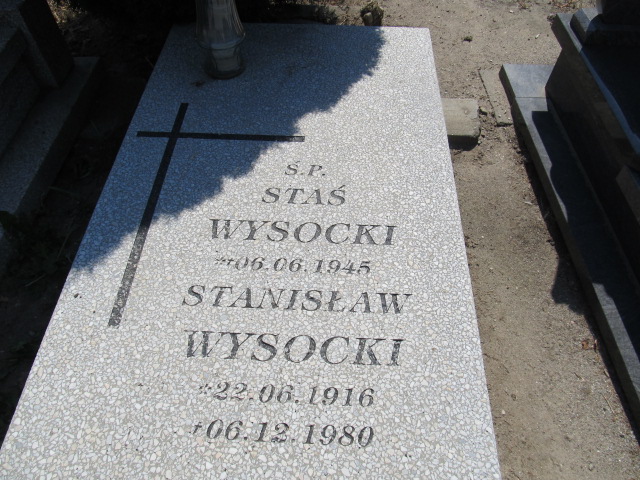 Ś.P.
STAŚ
WYSOCKI
*†06.06.1945
STANISŁAW
WYSOCKI
*22.06.1916
†06.12.1980